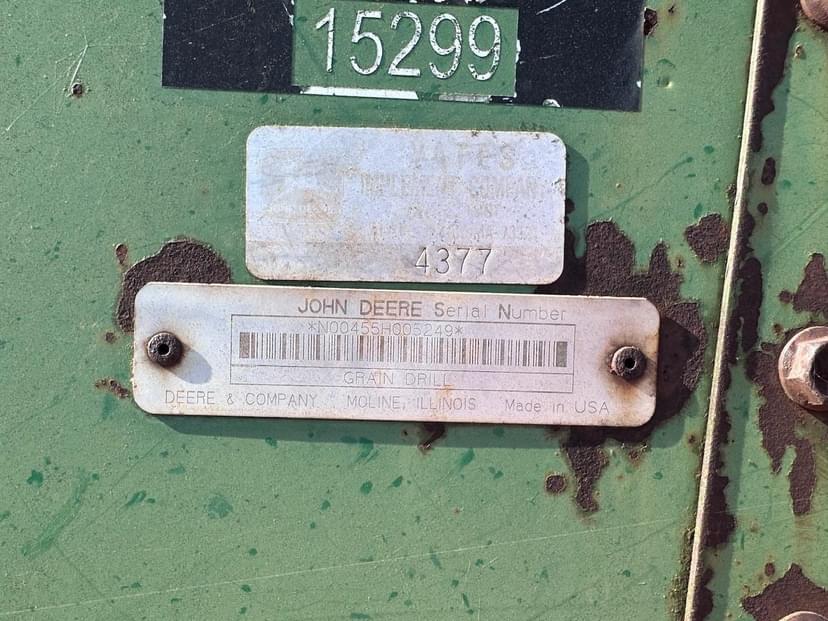 15299
4377
JOHN DEERE Serial Number
*N00455H005249*
GRAIN DRILL
DEERE & COMPANY MOLINE, ILLINOIS Made in USA